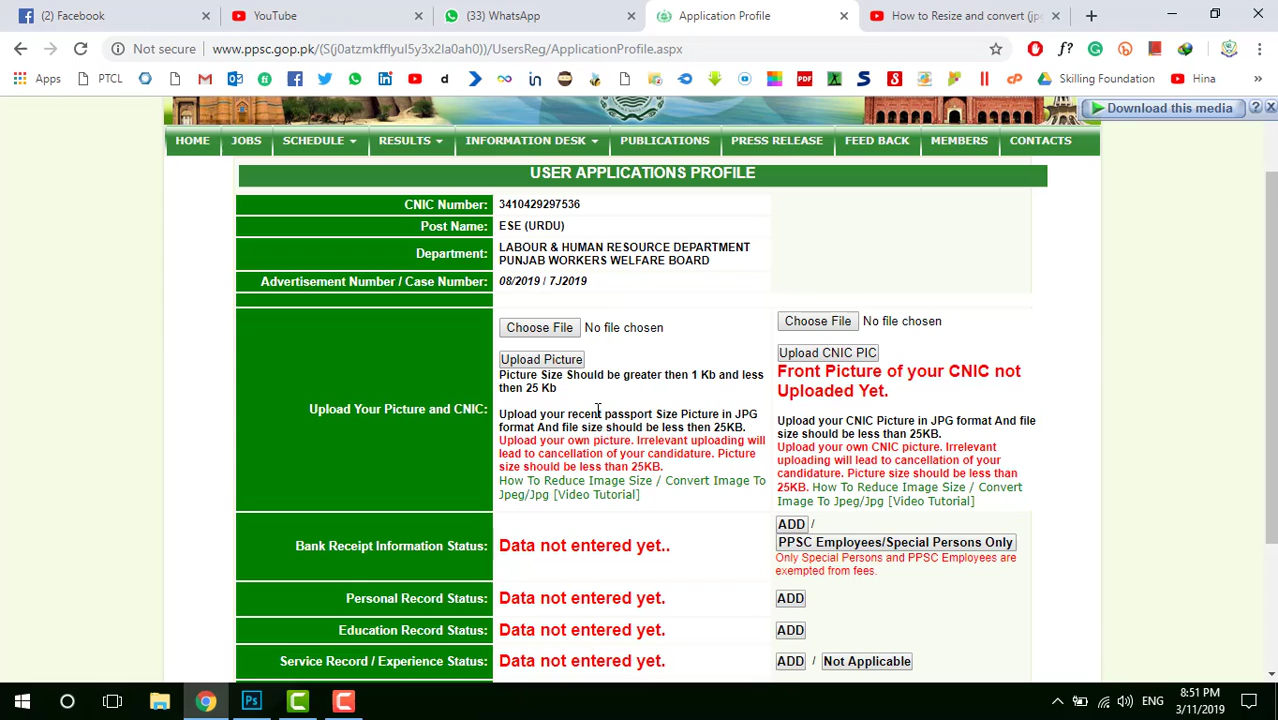 (2) Facebook
YouTube
(33) WhatsApp
Application Profile
How to Resize and convert (jpc
Not secure
www.ppsc.gop.pk/(S(j0atzmkfflyul5y3x2la0ah0))/UsersReg/ApplicationProfile.aspx
Apps
PTCL
Skilling Foundation
Hina
Download this media
HOME
JOBS
SCHEDULE
RESULTS
INFORMATION DESK
PUBLICATIONS
PRESS RELEASE
FEED BACK
MEMBERS
CONTACTS
USER APPLICATIONS PROFILE
CNIC Number:
3410429297536
Post Name:
ESE (URDU)
Department:
LABOUR & HUMAN RESOURCE DEPARTMENT
PUNJAB WORKERS WELFARE BOARD
Advertisement Number / Case Number:
08/2019 / 7J2019
Upload Your Picture and CNIC:
Choose File No file chosen
Upload Picture
Picture Size Should be greater then 1 Kb and less
then 25 Kb
Upload your recent passport Size Picture in JPG
format And file size should be less then 25KB.
Upload your own picture. Irrelevant uploading will
lead to cancellation of your candidature. Picture
size should be less than 25KB.
How To Reduce Image Size / Convert Image To
Jpeg/Jpg [Video Tutorial]
Choose File No file chosen
Upload CNIC PIC
Front Picture of your CNIC not
Uploaded Yet.
Upload your CNIC Picture in JPG format And file
size should be less than 25KB.
Upload your own CNIC picture. Irrelevant
uploading will lead to cancellation of your
candidature. Picture size should be less than
25KB. How To Reduce Image Size / Convert
Image To Jpeg/Jpg [Video Tutorial]
Bank Receipt Information Status:
Data not entered yet..
ADD /
PPSC Employees/Special Persons Only
Only Special Persons and PPSC Employees are
exempted from fees.
Personal Record Status:
Data not entered yet.
ADD
Education Record Status:
Data not entered yet.
ADD
Service Record / Experience Status:
Data not entered yet.
ADD / Not Applicable
ENG
8:51 PM
3/11/2019